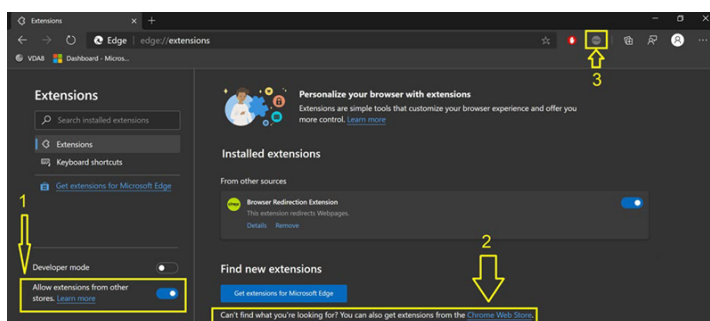 Extensions
Edge | edge://extensions
VDA8 Dashboard - Micros...
3
Extensions
Search installed extensions
Extensions
Keyboard shortcuts
Get extensions for Microsoft Edge
1
Developer mode
Allow extensions from other
stores. Learn more
Personalize your browser with extensions
Extensions are simple tools that customize your browser experience and offer you
more control. Learn more
Installed extensions
From other sources
citrix
Browser Redirection Extension
This extension redirects Webpages.
Details Remove
2
Find new extensions
Get extensions for Microsoft Edge
Can't find what you're looking for? You can also get extensions from the Chrome Web Store.